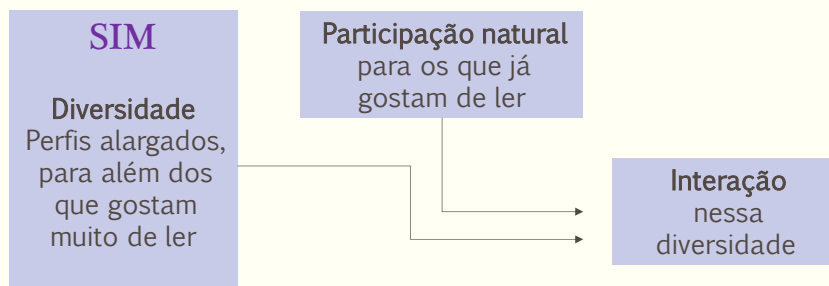 SIM
Diversidade
Perfis alargados,
para além dos
que gostam
muito de ler
Participação natural
para os que já
gostam de ler
Interação
nessa
diversidade